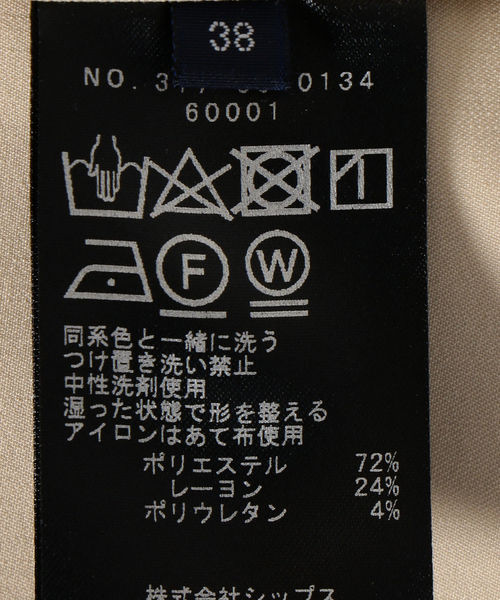 38
NO. 0134
60001
F
W
同系色と一緒に洗う
つけ置き洗い禁止
中性洗剤使用
湿った状態で形を整える
アイロンはあて布使用
ポリエステル 72%
レーヨン 24%
ポリウレタン 4%
株式会社シップス